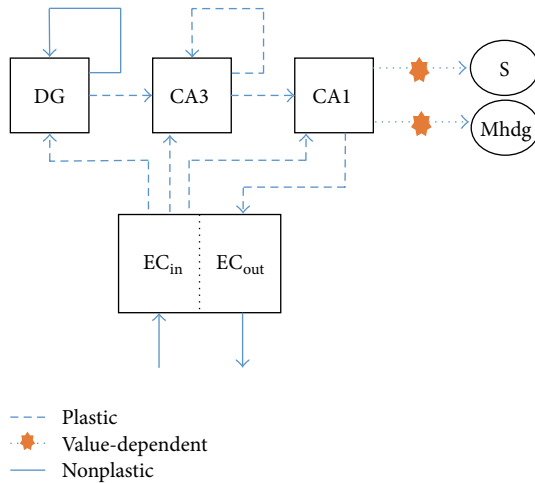 DG
CA3
CA1
S
Mhdg
EC_in
EC_out
Plastic
Value-dependent
Nonplastic